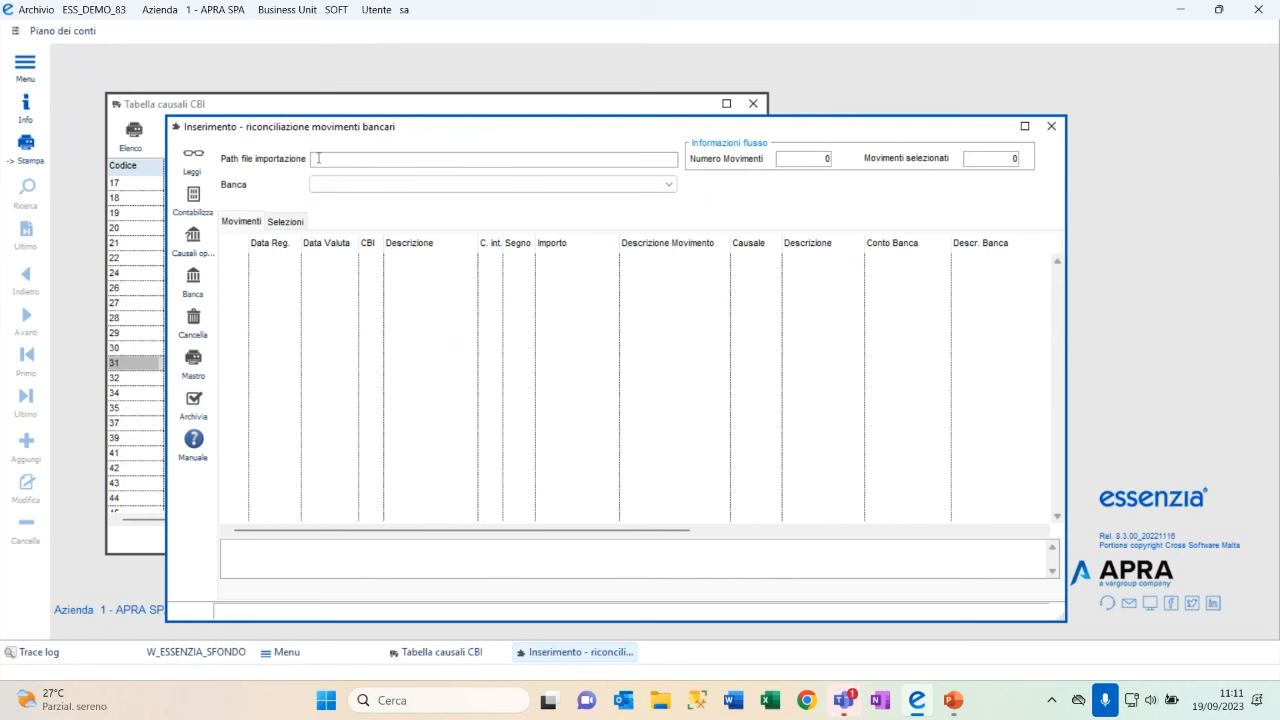 Archivio ESS_DEMO_83 Azienda 1 - APRA SPA Business Unit SOFT Utente sa
Piano dei conti
Menu
Info
-> Stampa
Ricerca
Ultimo
Indietro
Avanti
Primo
Ultimo
Aggiungi
Modifica
Cancella
Tabella causali CBI
Elenco
Codice
17
18
19
20
21
22
24
26
27
28
29
30
31
32
34
35
37
39
41
42
43
44
Inserimento - riconciliazione movimenti bancari
Leggi
Contabilizza
Causali op...
Banca
Cancella
Mastro
Archivia
Manuale
Path file importazione
Banca
Informazioni flusso
Numero Movimenti 0 Movimenti selezionati 0
Movimenti Selezioni
Data Reg. Data Valuta CBI Descrizione C. int. Segno Importo Descrizione Movimento Causale Descrizione Conto Banca Descr. Banca
essenzia®
Rel. 8.3.00_20221116
Portions copyright Cross Software Malta
APRA
a vargroup company
Azienda 1 - APRA SP
Trace log W_ESSENZIA_SFONDO Menu Tabella causali CBI Inserimento - riconcili...
27°C
Parzial. sereno
Cerca
1
11:11
19/09/2023